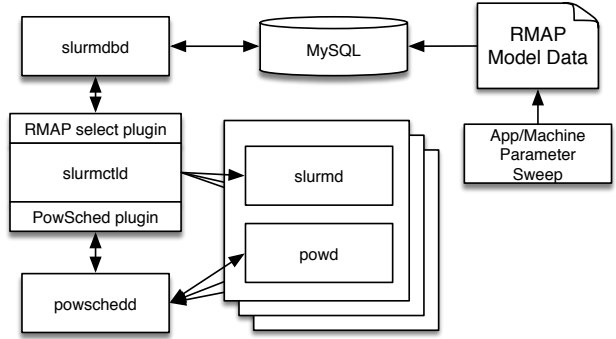 slurmdbd
MySQL
RMAP
Model Data
RMAP select plugin
slurmctld
PowSched plugin
slurmd
App/Machine
Parameter
Sweep
powd
powschedd